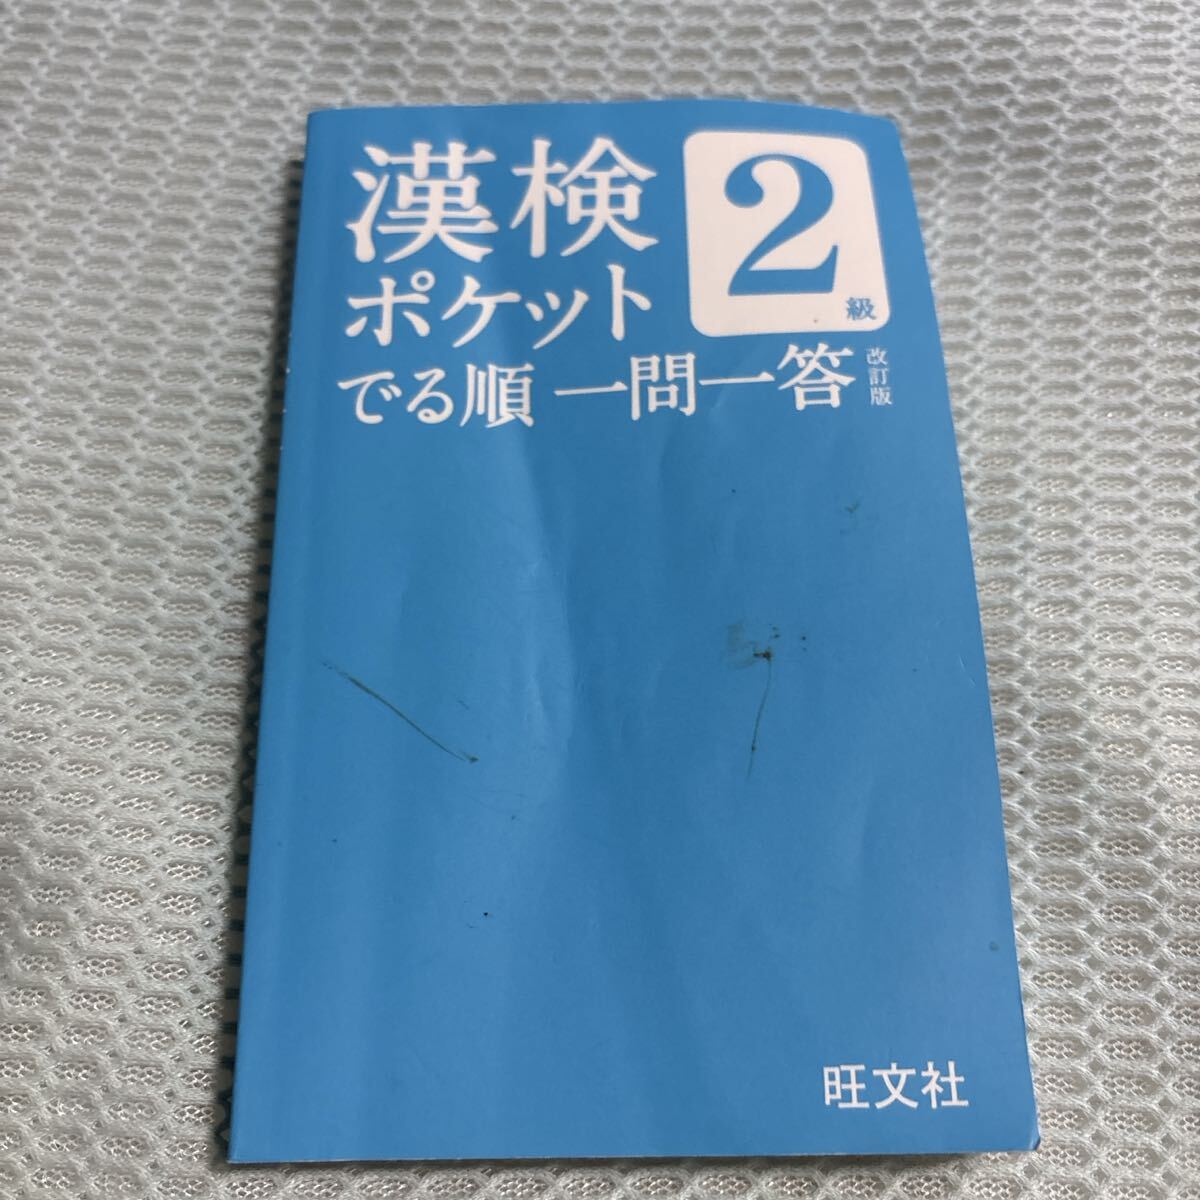 漢検
ポケット
でる順 一問一答
2級
改訂版
旺文社